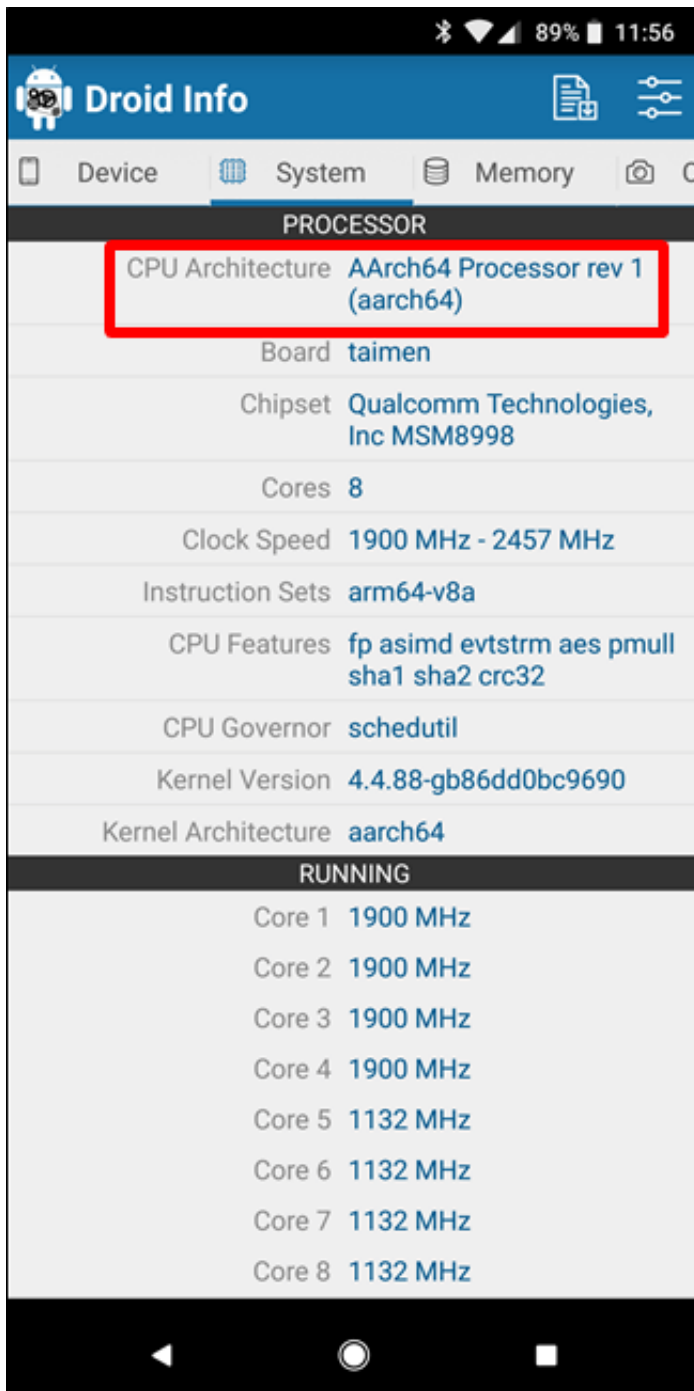 89% 11:56
Droid Info
Device System Memory C
PROCESSOR
CPU Architecture AArch64 Processor rev 1
(aarch64)
Board taimen
Chipset Qualcomm Technologies,
Inc MSM8998
Cores 8
Clock Speed 1900 MHz - 2457 MHz
Instruction Sets arm64-v8a
CPU Features fp asimd evtstrm aes pmull
sha1 sha2 crc32
CPU Governor schedutil
Kernel Version 4.4.88-gb86dd0bc9690
Kernel Architecture aarch64
RUNNING
Core 1 1900 MHz
Core 2 1900 MHz
Core 3 1900 MHz
Core 4 1900 MHz
Core 5 1132 MHz
Core 6 1132 MHz
Core 7 1132 MHz
Core 8 1132 MHz